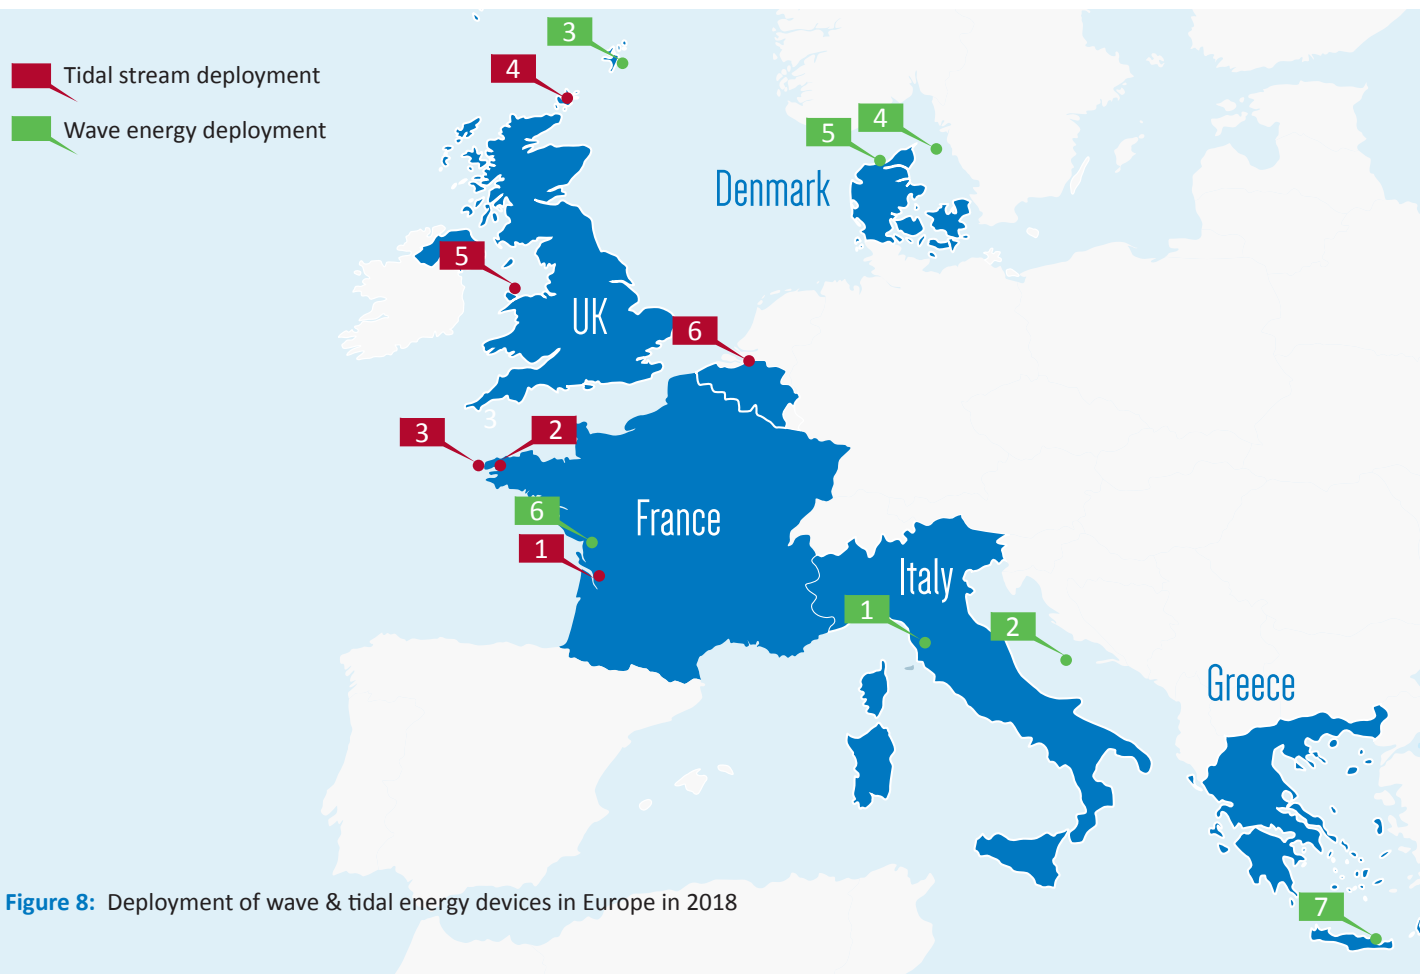 3
Tidal stream deployment
4
Wave energy deployment
4
5
Denmark
5
UK
6
3
3
2
6
France
1
Italy
1
2
Greece
Figure 8: Deployment of wave & tidal energy devices in Europe in 2018
7